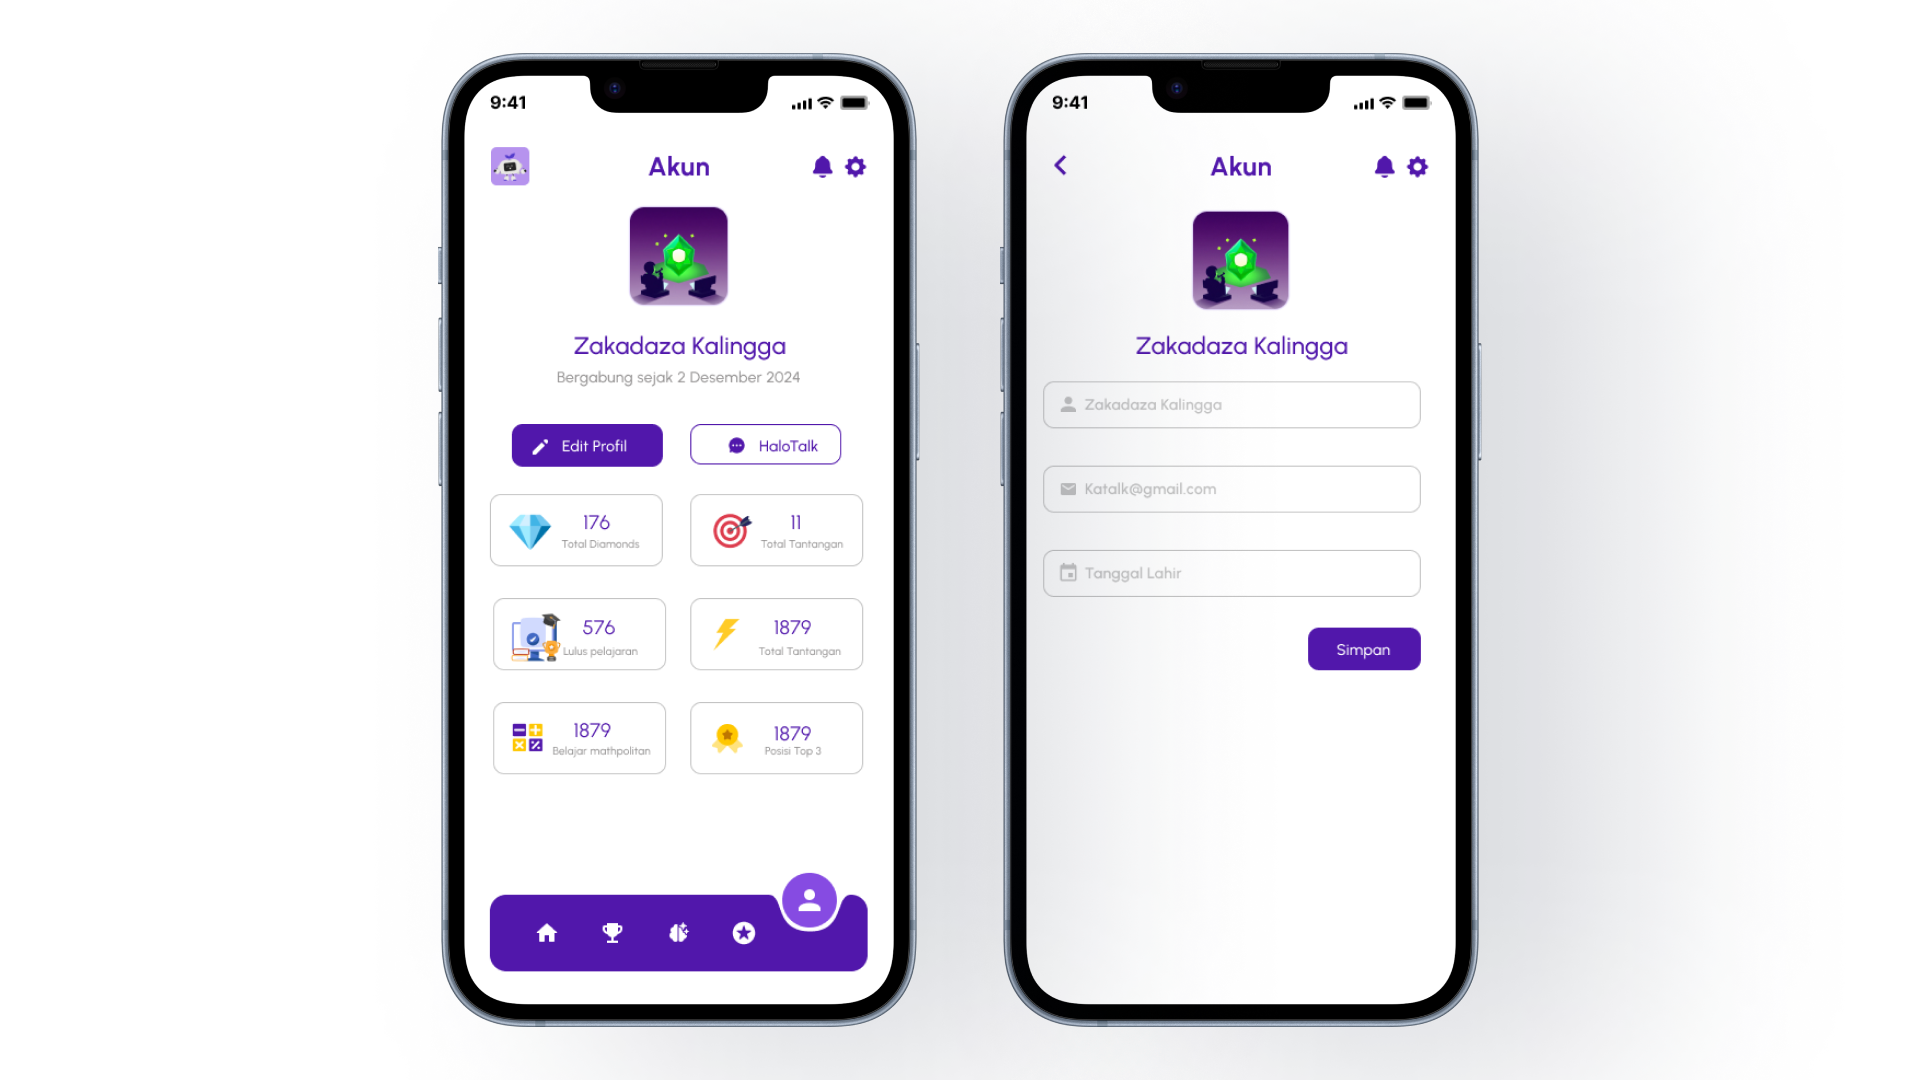 9:41
Akun
Zakadaza Kalingga
Bergabung sejak 2 Desember 2024
Edit Profil
HaloTalk
176
Total Diamonds
11
Total Tantangan
576
Lulus pelajaran
1879
Total Tantangan
1879
Belajar mathpolitan
1879
Posisi Top 3
9:41
Akun
Zakadaza Kalingga
Zakadaza Kalingga
Katalk@gmail.com
Tanggal Lahir
Simpan